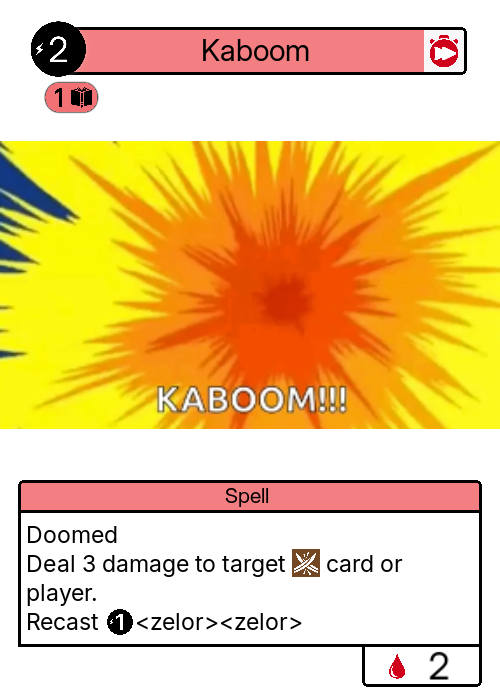 2
Kaboom
1
KABOOM!!!
Spell
Doomed
Deal 3 damage to target card or
player.
Recast 1<zelor><zelor>
2